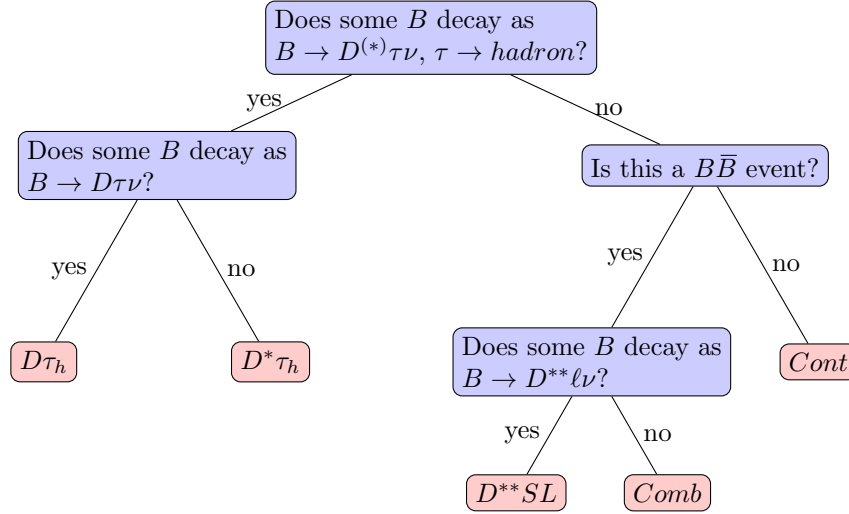 Does some B decay as
B → D^(*)τν, τ → hadron?
yes
no
Does some B decay as
B → Dτν?
Is this a BB̅ event?
yes
no
yes
no
Dτ_h
D^*τ_h
Does some B decay as
B → D^**ℓν?
Cont
yes
no
D^**SL
Comb